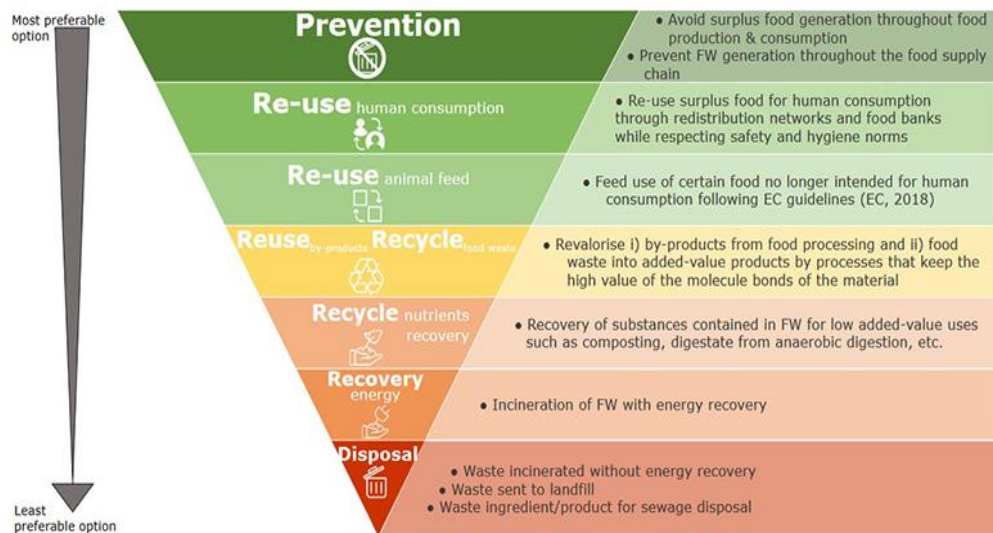 Most preferable
option
Prevention
● Avoid surplus food generation throughout food
production & consumption
● Prevent FW generation throughout the food supply
chain
Re-use human consumption
● Re-use surplus food for human consumption
through redistribution networks and food banks
while respecting safety and hygiene norms
Re-use animal feed
● Feed use of certain food no longer intended for human
consumption following EC guidelines (EC, 2018)
Reuse by-products Recycle food waste
● Revalorise i) by-products from food processing and ii) food
waste into added-value products by processes that keep the
high value of the molecule bonds of the material
Recycle nutrients
recovery
● Recovery of substances contained in FW for low added-value uses
such as composting, digestate from anaerobic digestion, etc.
Recovery
energy
● Incineration of FW with energy recovery
Disposal
● Waste incinerated without energy recovery
● Waste sent to landfill
● Waste ingredient/product for sewage disposal
Least
preferable option